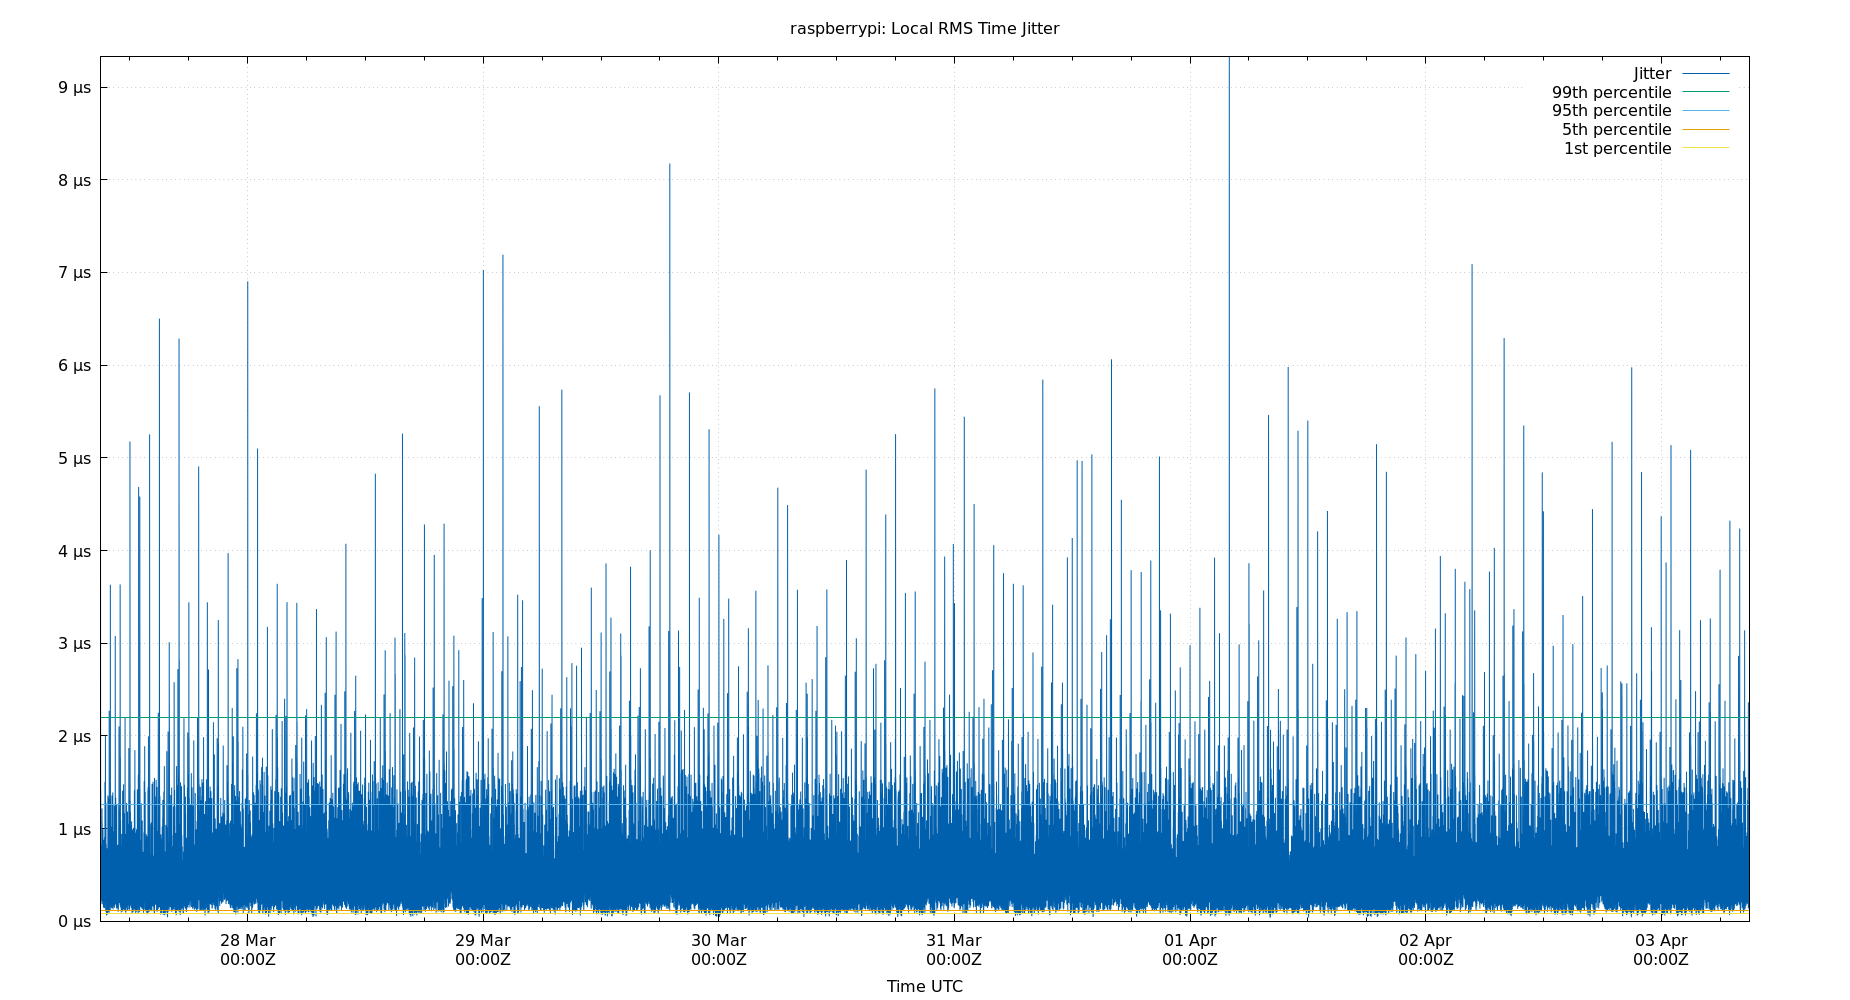 raspberrypi: Local RMS Time Jitter
Jitter
99th percentile
95th percentile
5th percentile
1st percentile
9 µs
8 µs
7 µs
6 µs
5 µs
4 µs
3 µs
2 µs
1 µs
0 µs
28 Mar 29 Mar 30 Mar 31 Mar 01 Apr 02 Apr 03 Apr
00:00Z 00:00Z 00:00Z 00:00Z 00:00Z 00:00Z 00:00Z
Time UTC